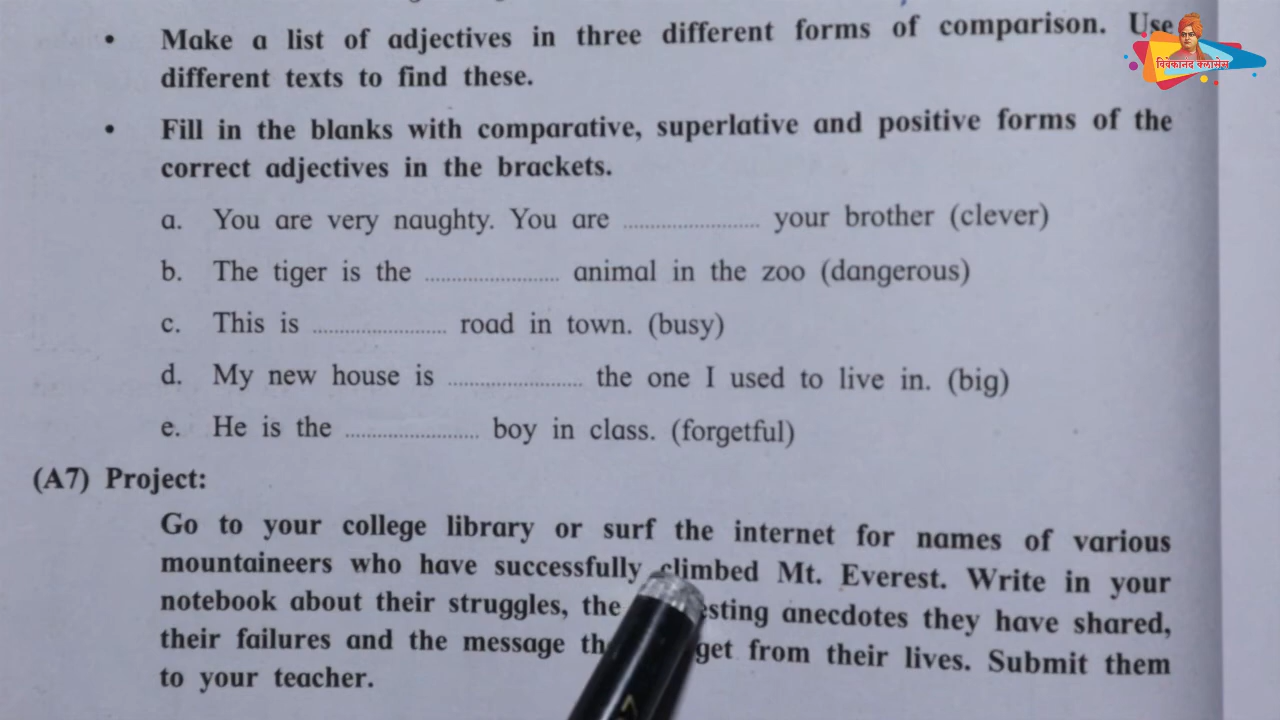 • Make a list of adjectives in three different forms of comparison. Use
different texts to find these.
विवेकानंद क्लासेस
• Fill in the blanks with comparative, superlative and positive forms of the
correct adjectives in the brackets.
a. You are very naughty. You are ...................... your brother (clever)
b. The tiger is the ...................... animal in the zoo (dangerous)
c. This is ...................... road in town. (busy)
d. My new house is ...................... the one I used to live in. (big)
e. He is the ...................... boy in class. (forgetful)
(A7) Project:
Go to your college library or surf the internet for names of various
mountaineers who have successfully climbed Mt. Everest. Write in your
notebook about their struggles, the anecdotes they have shared,
their failures and the message get from their lives. Submit them
to your teacher.